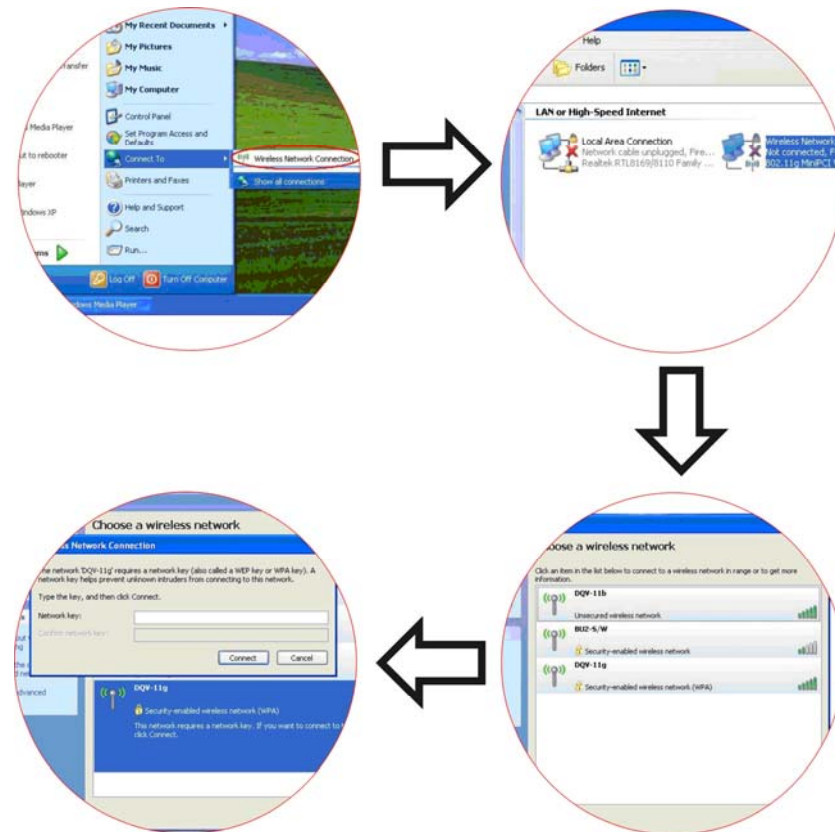 My Recent Documents
My Pictures
My Music
My Computer
Control Panel
Set Program Access and
Defaults
Connect To
Wireless Network Connection
Show all connections
Printers and Faxes
Help and Support
Search
Run...
Media Player
ut to rebooter
ayer
indows XP
Log Off
Turn Off Computer
Media Player
Help
Folders
LAN or High-Speed Internet
Local Area Connection
Network cable unplugged, Fire...
Realtek RTL8169/8110 Family ...
Wireless Network
Not connected, F
802.11g MiniPCI
Choose a wireless network
Network Connection
he network 'DQV-11g' requires a network key (also called a WEP key or WPA key). A
network key helps prevent unknown intruders from connecting to this network.
Type the key, and then click Connect.
Network key:
Confirm network key:
Connect
Cancel
dvanced
DQV-11g
Security-enabled wireless network (WPA)
This network requires a network key. If you want to connect to
click Connect.
oose a wireless network
Click an item in the list below to connect to a wireless network in range or to get more
information.
DQV-11b
Unsecured wireless network
BU2-S/W
Security-enabled wireless network
DQV-11g
Security-enabled wireless network (WPA)